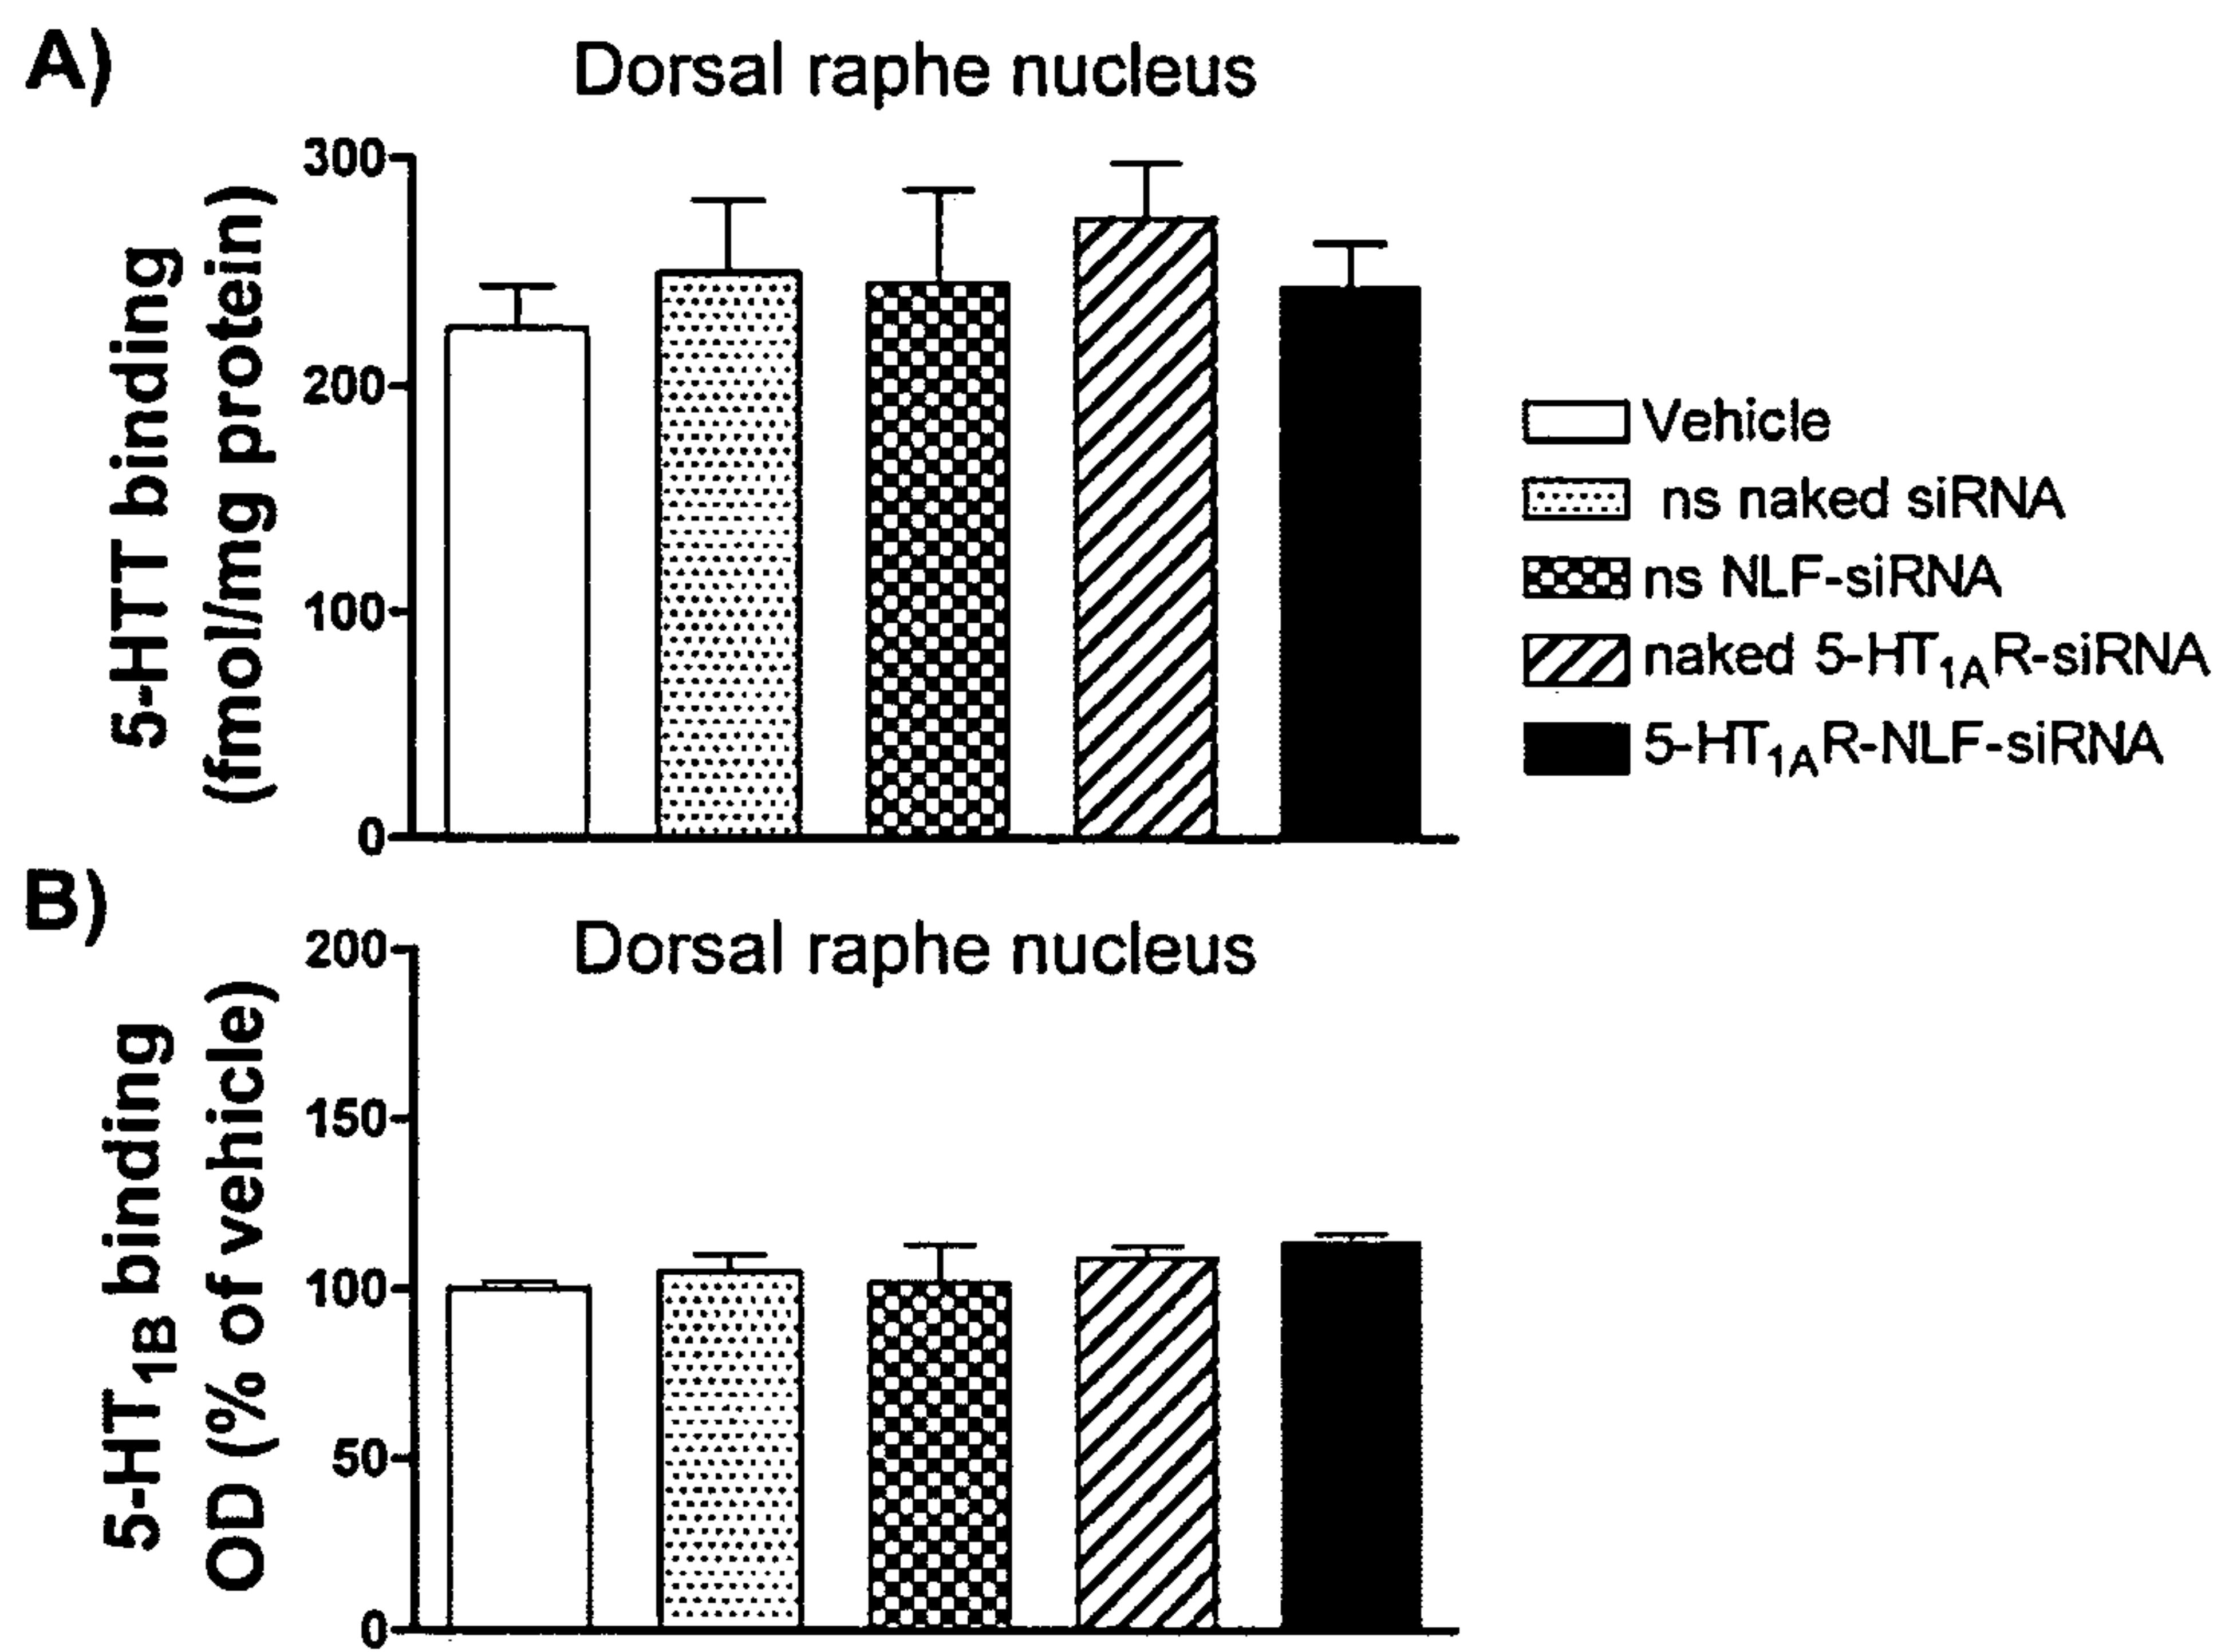 A)
Dorsal raphe nucleus
5-HTT binding
(fmol/mg protein)
300
200
100
0
Vehicle
ns naked siRNA
ns NLF-siRNA
naked 5-HT1AR-siRNA
5-HT1AR-NLF-siRNA
B)
Dorsal raphe nucleus
5-HT1B binding
OD (% of vehicle)
200
150
100
50
0